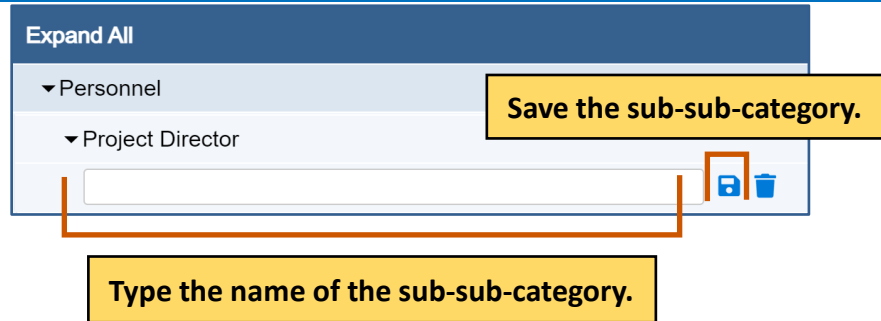 Expand All
Personnel
Save the sub-sub-category.
Project Director
Type the name of the sub-sub-category.